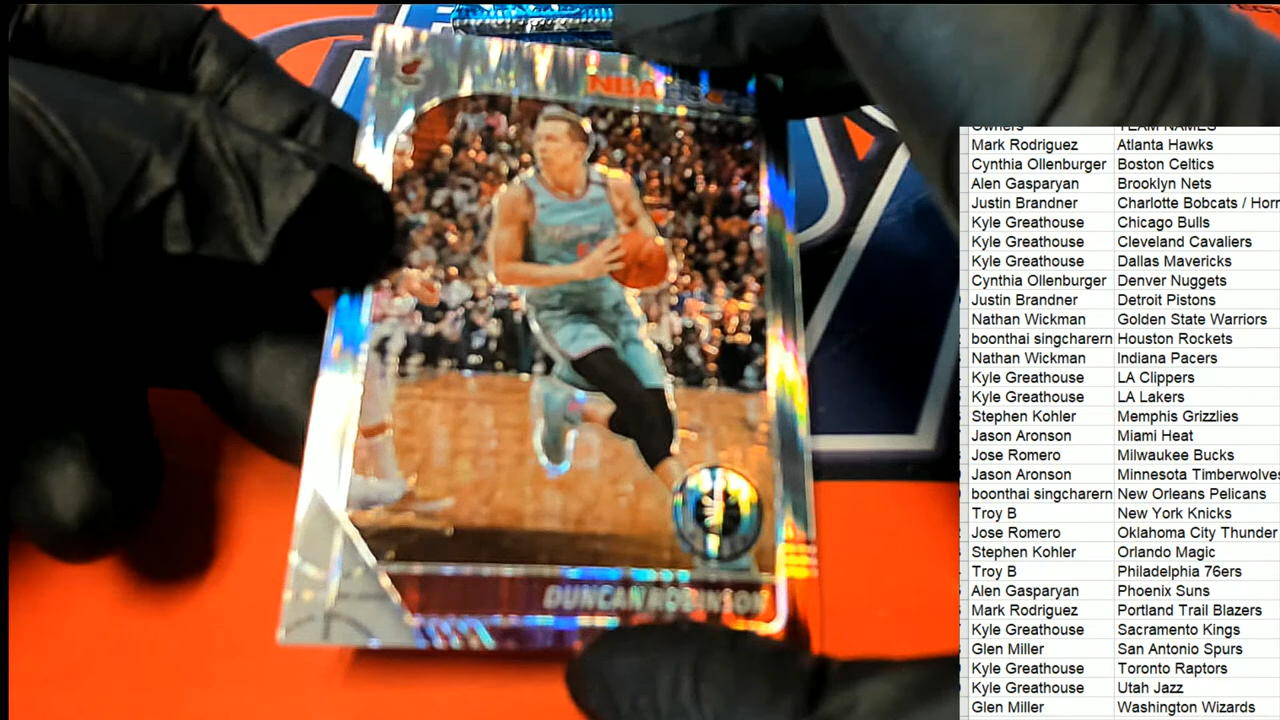 NBA HOOPS
DUNCAN ROBINSON
Owners TEAM NAMES
Mark Rodriguez Atlanta Hawks
Cynthia Ollenburger Boston Celtics
Alen Gasparyan Brooklyn Nets
Justin Brandner Charlotte Bobcats / Horr
Kyle Greathouse Chicago Bulls
Kyle Greathouse Cleveland Cavaliers
Kyle Greathouse Dallas Mavericks
Cynthia Ollenburger Denver Nuggets
Justin Brandner Detroit Pistons
Nathan Wickman Golden State Warriors
boonthai singcharern Houston Rockets
Nathan Wickman Indiana Pacers
Kyle Greathouse LA Clippers
Kyle Greathouse LA Lakers
Stephen Kohler Memphis Grizzlies
Jason Aronson Miami Heat
Jose Romero Milwaukee Bucks
Jason Aronson Minnesota Timberwolves
boonthai singcharern New Orleans Pelicans
Troy B New York Knicks
Jose Romero Oklahoma City Thunder
Stephen Kohler Orlando Magic
Troy B Philadelphia 76ers
Alen Gasparyan Phoenix Suns
Mark Rodriguez Portland Trail Blazers
Kyle Greathouse Sacramento Kings
Glen Miller San Antonio Spurs
Kyle Greathouse Toronto Raptors
Kyle Greathouse Utah Jazz
Glen Miller Washington Wizards